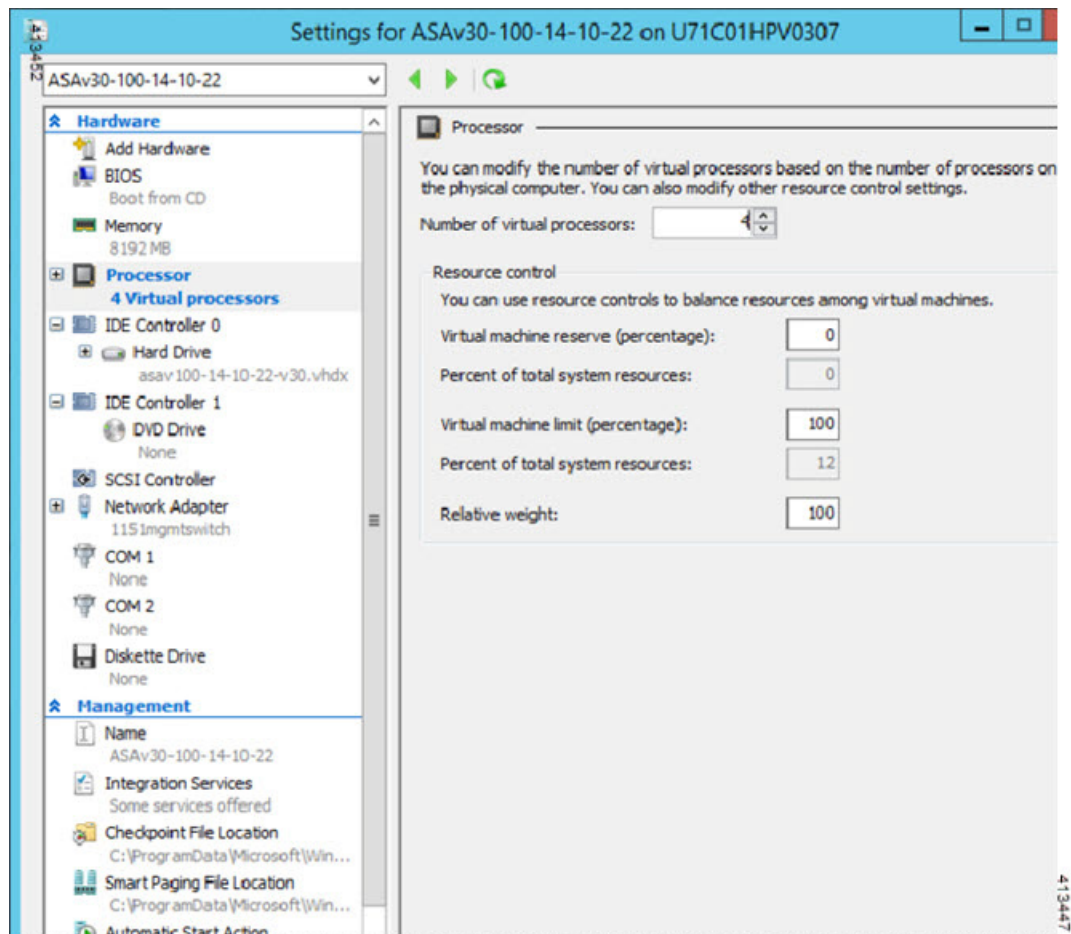 Settings for ASAv30-100-14-10-22 on U71C01HPV0307
413452
ASAv30-100-14-10-22
Hardware
Add Hardware
BIOS
Boot from CD
Memory
8192 MB
Processor
4 Virtual processors
IDE Controller 0
Hard Drive
asav100-14-10-22-v30.vhdx
IDE Controller 1
DVD Drive
None
SCSI Controller
Network Adapter
1151mgmtswitch
COM 1
None
COM 2
None
Diskette Drive
None
Management
Name
ASAv30-100-14-10-22
Integration Services
Some services offered
Checkpoint File Location
C:\ProgramData\Microsoft\Win...
Smart Paging File Location
C:\ProgramData\Microsoft\Win...
Automatic Start Action
Processor
You can modify the number of virtual processors based on the number of processors on
the physical computer. You can also modify other resource control settings.
Number of virtual processors: 4
Resource control
You can use resource controls to balance resources among virtual machines.
Virtual machine reserve (percentage): 0
Percent of total system resources: 0
Virtual machine limit (percentage): 100
Percent of total system resources: 12
Relative weight: 100
413447